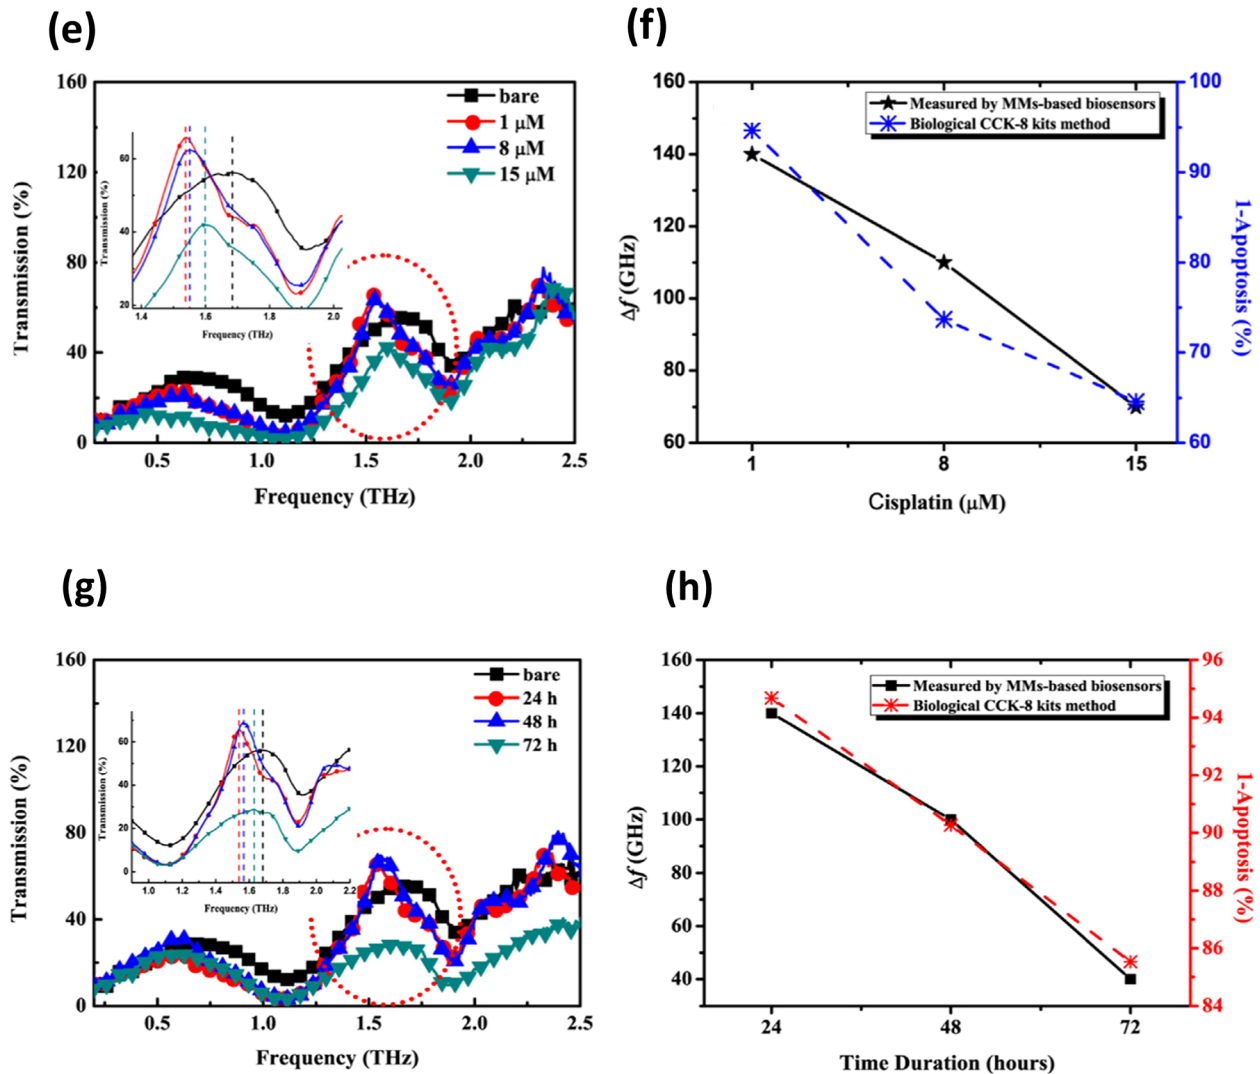 (e)
160
120
80
40
0
Transmission (%)
0.5 1.0 1.5 2.0 2.5
Frequency (THz)
bare
1 μM
8 μM
15 μM
60
40
20
Transmission (%)
1.4 1.6 1.8 2.0
Frequency (THz)
(f)
160
140
120
100
80
60
Δf (GHz)
1 8 15
Cisplatin (μM)
Measured by MMs-based biosensors
Biological CCK-8 kits method
100
90
80
70
60
1-Apoptosis (%)
(g)
160
120
80
40
0
Transmission (%)
0.5 1.0 1.5 2.0 2.5
Frequency (THz)
bare
24 h
48 h
72 h
60
40
20
0
Transmission (%)
1.0 1.2 1.4 1.6 1.8 2.0 2.2
Frequency (THz)
(h)
160
140
120
100
80
60
40
Δf (GHz)
24 48 72
Time Duration (hours)
Measured by MMs-based biosensors
Biological CCK-8 kits method
96
94
92
90
88
86
84
1-Apoptosis (%)